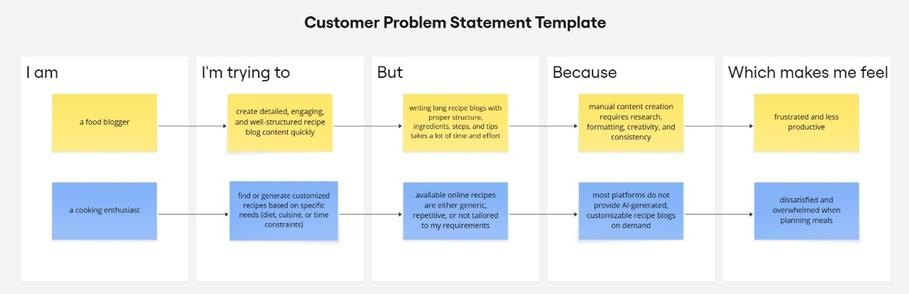 Customer Problem Statement Template
I am
I'm trying to
But
Because
Which makes me feel
a food blogger
create detailed, engaging,
and well-structured recipe
blog content quickly
writing long recipe blogs with
proper structure,
ingredients, steps, and tips
takes a lot of time and effort
manual content creation
requires research,
formatting, creativity, and
consistency
frustrated and less
productive
a cooking enthusiast
find or generate customized
recipes based on specific
needs (diet, cuisine, or time
constraints)
available online recipes
are either generic,
repetitive, or not tailored
to my requirements
most platforms do not
provide AI-generated,
customizable recipe blogs
on demand
dissatisfied and
overwhelmed when
planning meals